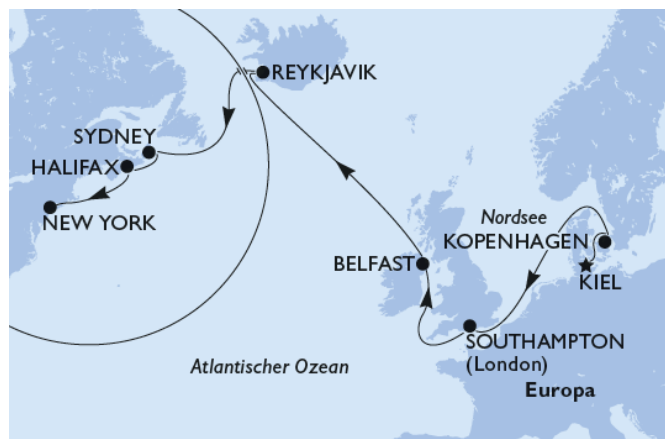 REYKJAVIK
SYDNEY
HALIFAX
NEW YORK
Nordsee
KOPENHAGEN
BELFAST
KIEL
SOUTHAMPTON
(London)
Atlantischer Ozean
Europa